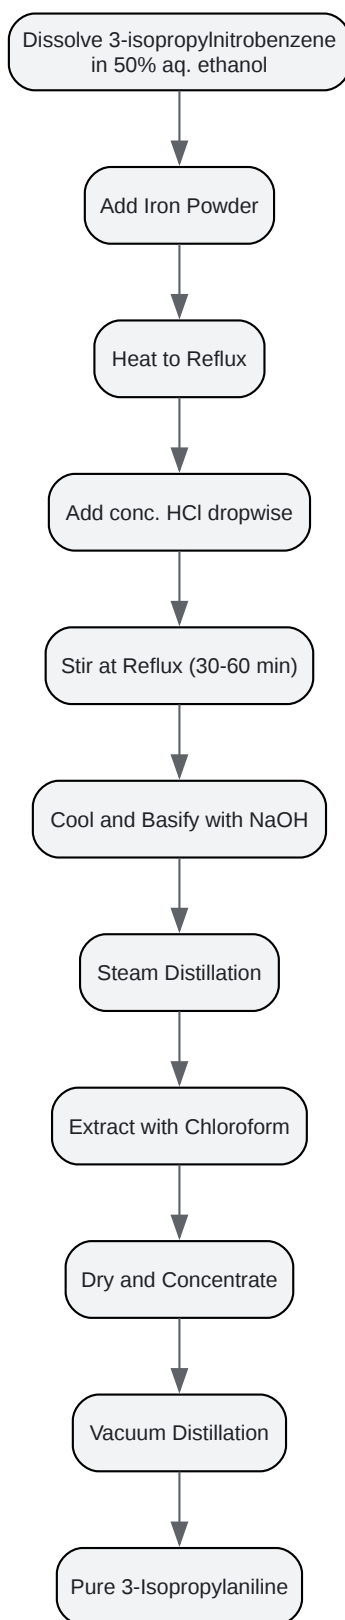 Dissolve 3-isopropylnitrobenzene
in 50% aq. ethanol
Add Iron Powder
Heat to Reflux
Add conc. HCl dropwise
Stir at Reflux (30-60 min)
Cool and Basify with NaOH
Steam Distillation
Extract with Chloroform
Dry and Concentrate
Vacuum Distillation
Pure 3-Isopropylaniline